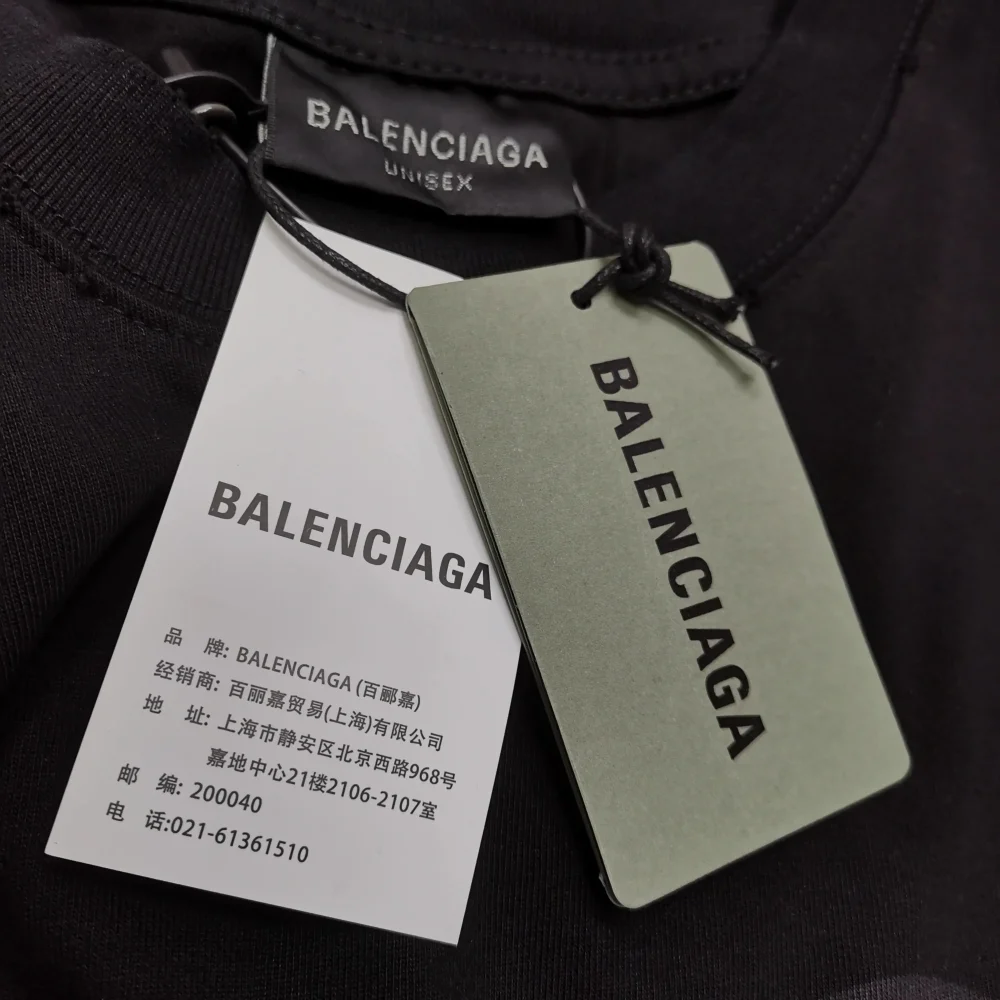 BALENCIAGA
UNISEX
BALENCIAGA
品 牌: BALENCIAGA (百郦嘉)
经销商: 百丽嘉贸易(上海)有限公司
地 址: 上海市静安区北京西路968号
嘉地中心21楼2106-2107室
邮 编: 200040
电 话:021-61361510
BALENCIAGA